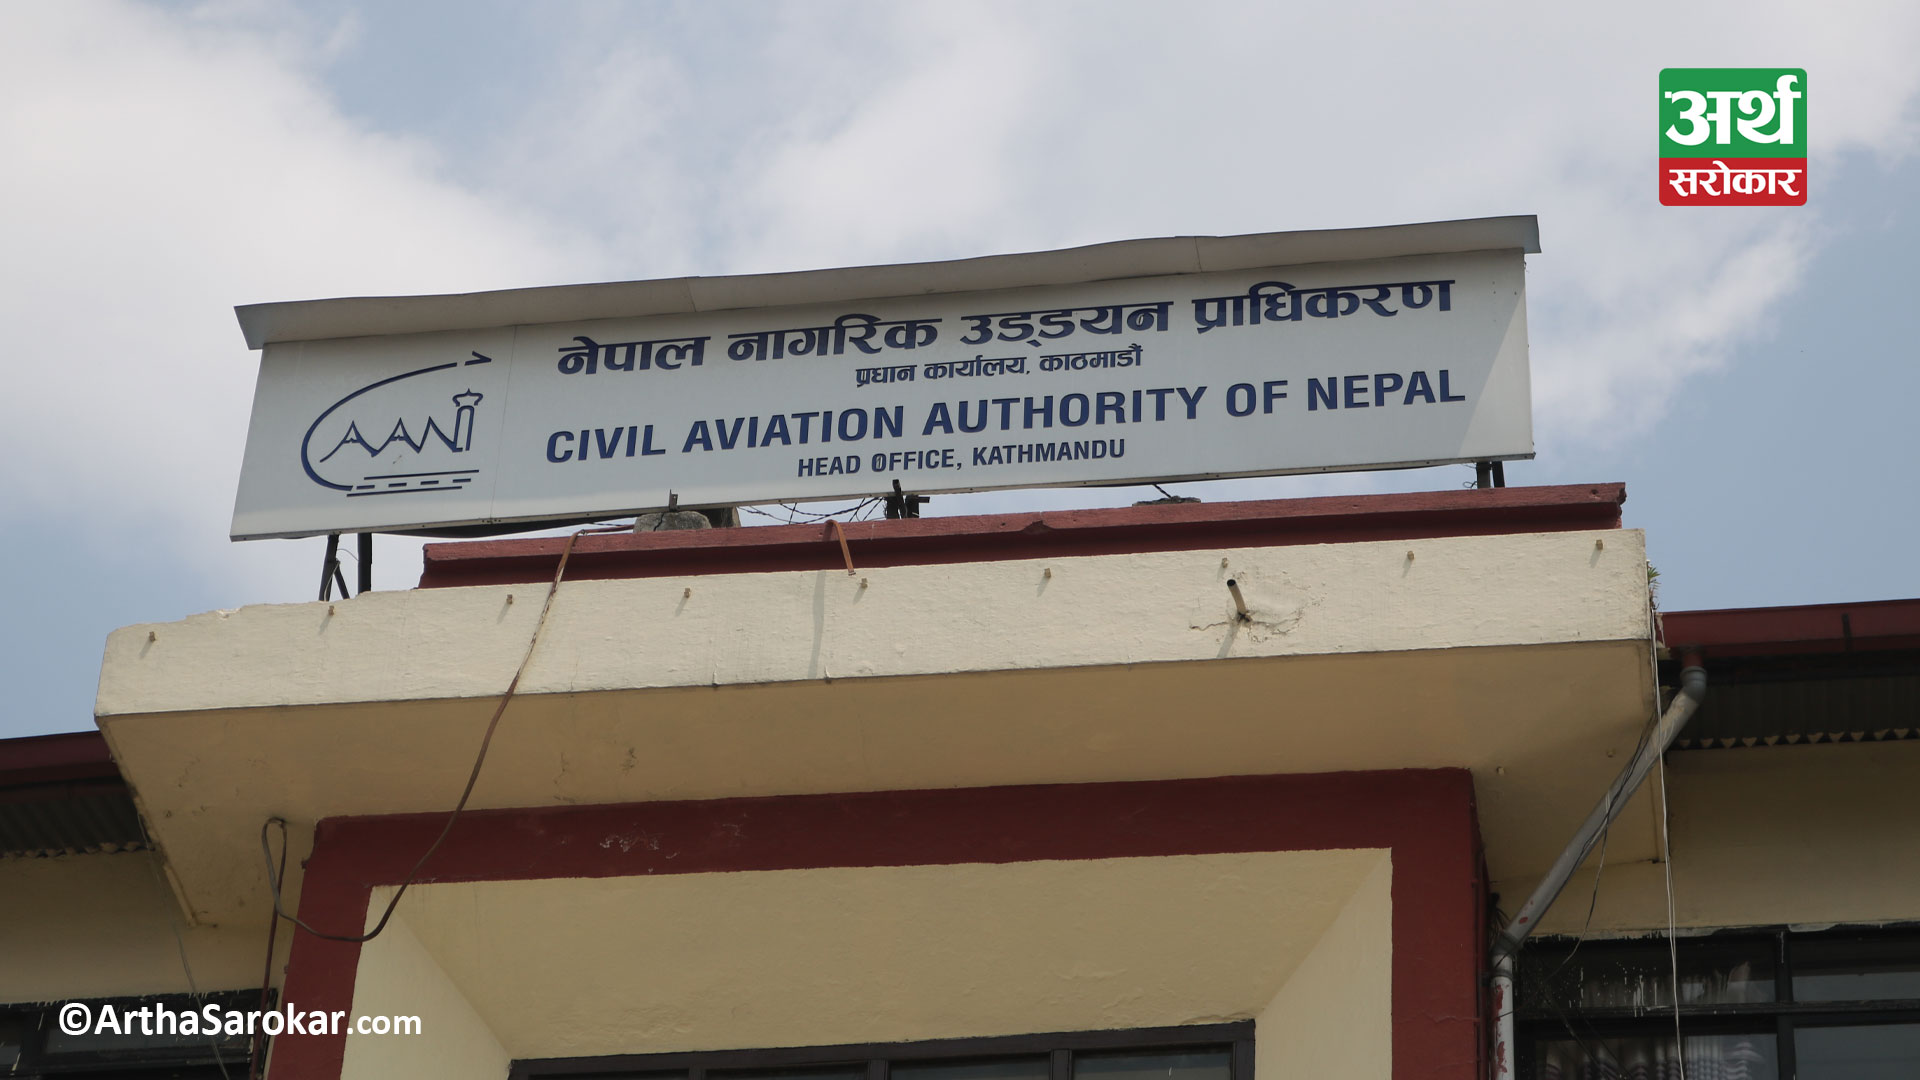 अर्थ
सरोकार
नेपाल नागरिक उड्डयन प्राधिकरण
प्रधान कार्यालय, काठमाडौं
CAAN
CIVIL AVIATION AUTHORITY OF NEPAL
HEAD OFFICE, KATHMANDU
©ArthaSarokar.com